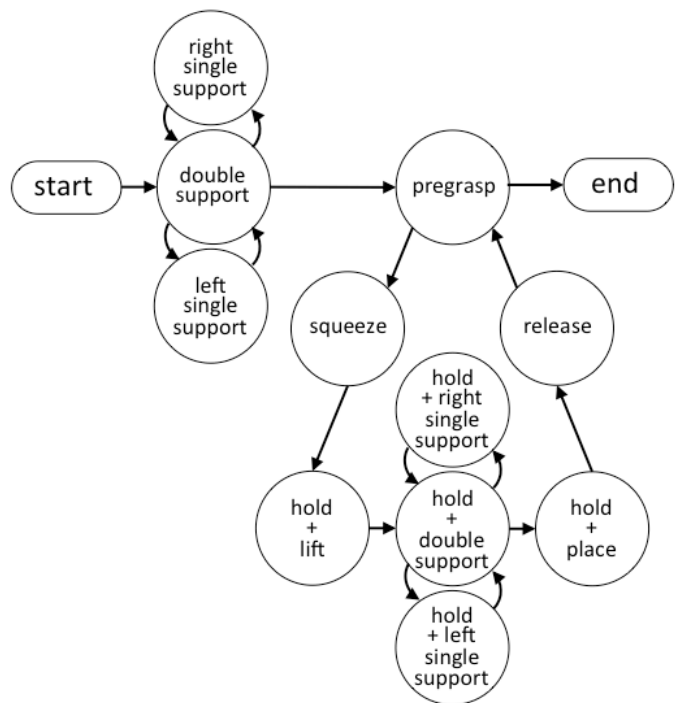 right
single
support
start
double
support
pregrasp
end
left
single
support
squeeze
release
hold
+ right
single
support
hold
+
lift
hold
+
double
support
hold
+
place
hold
+ left
single
support